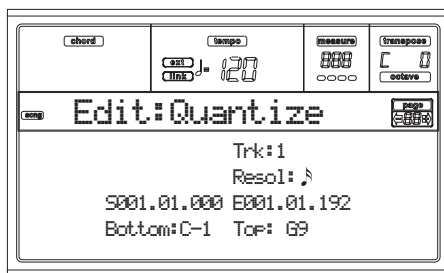 chord tempo measure transpose
ext link ♩= 120 888 C 0
octave
song Edit:Quantize page 88
Trk:1
Resol:𝅘𝅥𝅯
S001.01.000 E001.01.192
Bottom:C-1 Top: G9